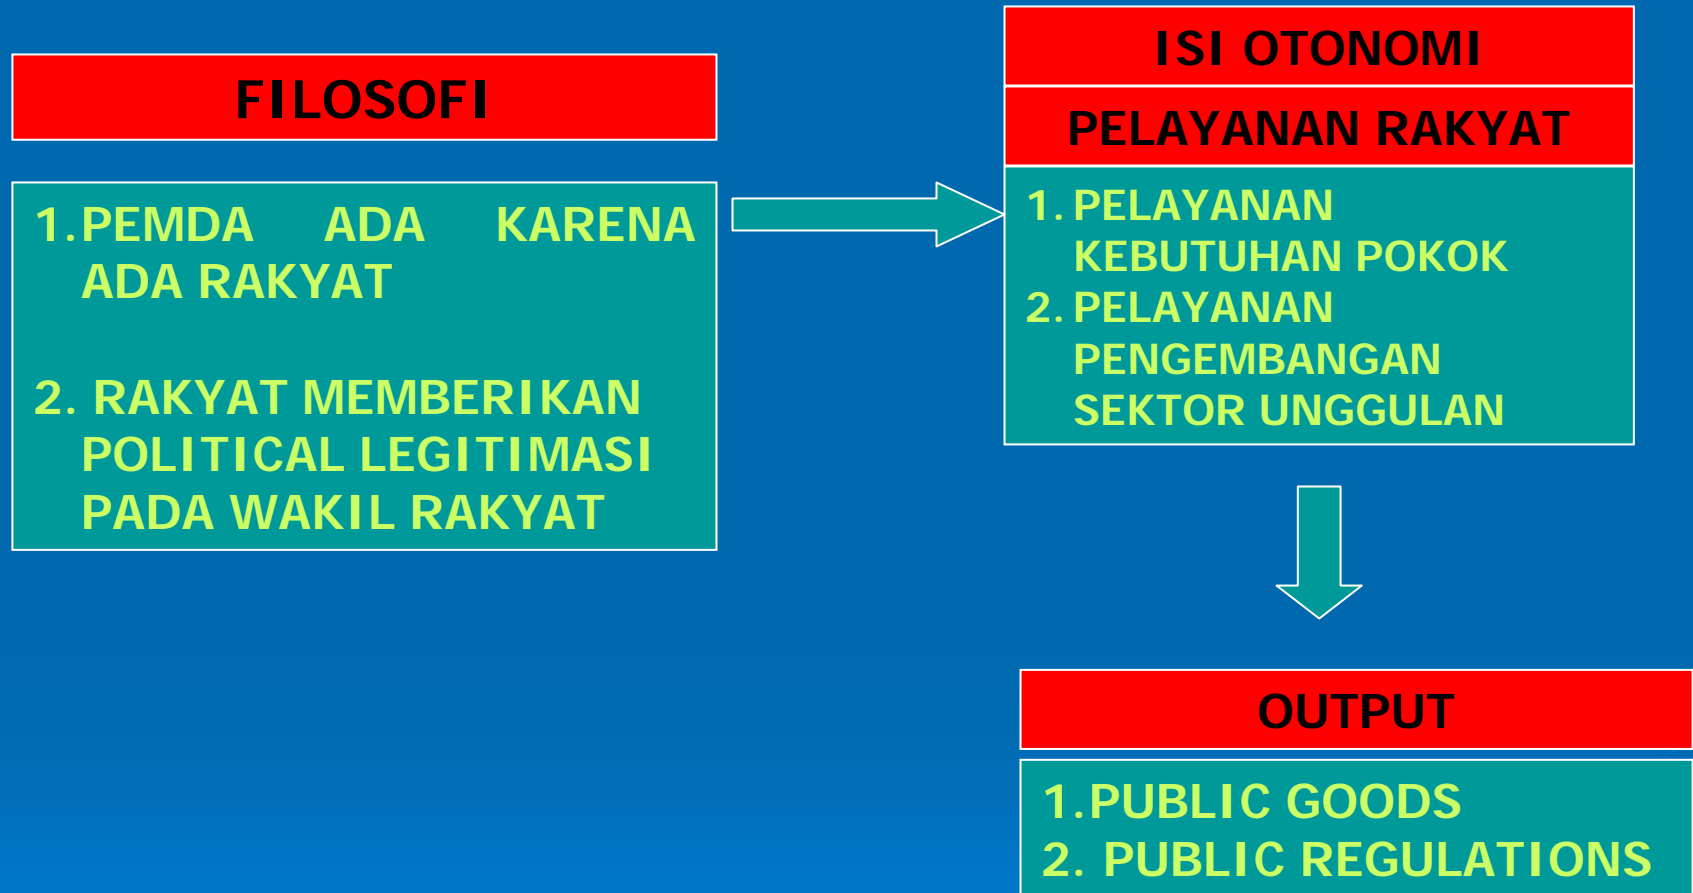 FILOSOFI
1.PEMDA ADA KARENA
ADA RAKYAT
2. RAKYAT MEMBERIKAN
POLITICAL LEGITIMASI
PADA WAKIL RAKYAT
ISI OTONOMI
PELAYANAN RAKYAT
1. PELAYANAN
KEBUTUHAN POKOK
2. PELAYANAN
PENGEMBANGAN
SEKTOR UNGGULAN
OUTPUT
1.PUBLIC GOODS
2. PUBLIC REGULATIONS